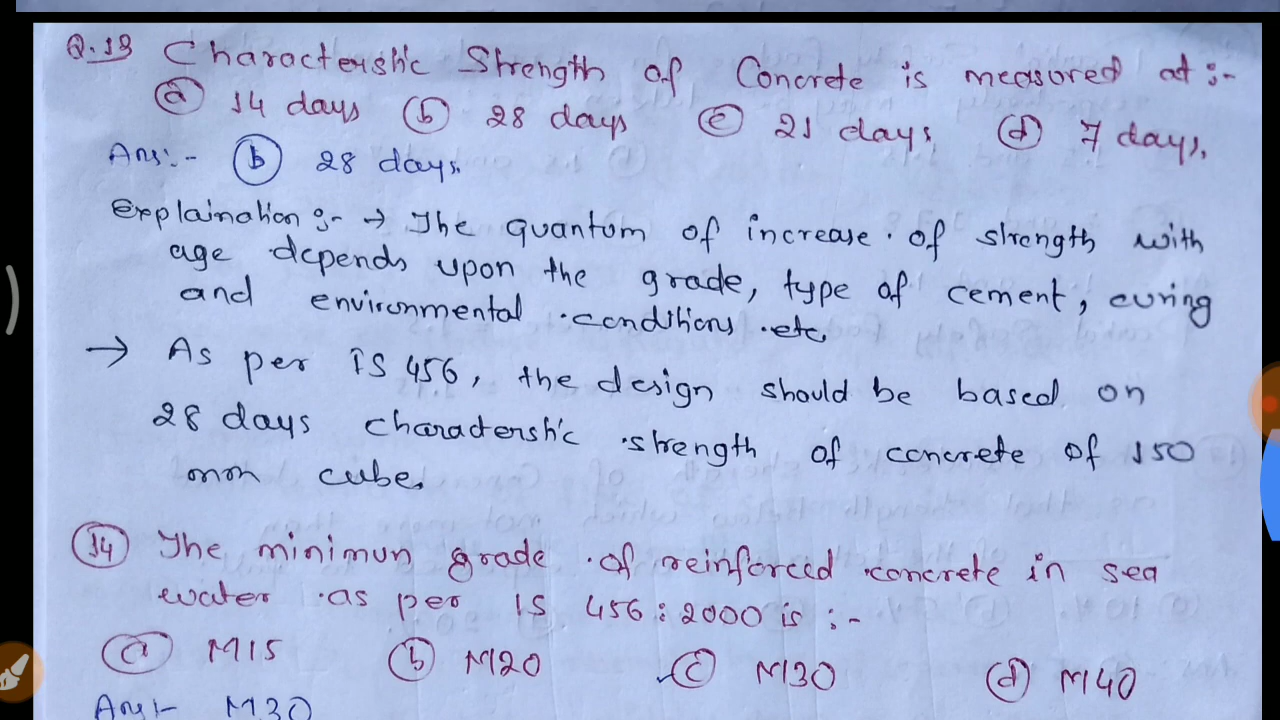 Q.13 Characterstic Strength of Concrete is measured at :-
(a) 14 days (b) 28 days (c) 21 days, (d) 7 days.
Ans:- (b) 28 days.
Explaination :- → The quantom of increase of strength with
age depends upon the grade, type of cement, curing
and environmental conditions etc.
→ As per IS 456, the design should be based on
28 days characterstic strength of concrete of 150
mm cube.
(14) The minimun grade of reinforced concrete in sea
water as per IS 456 : 2000 is :-
(a) M15 (b) M20 (c) M30 (d) M40
Ans:- M30